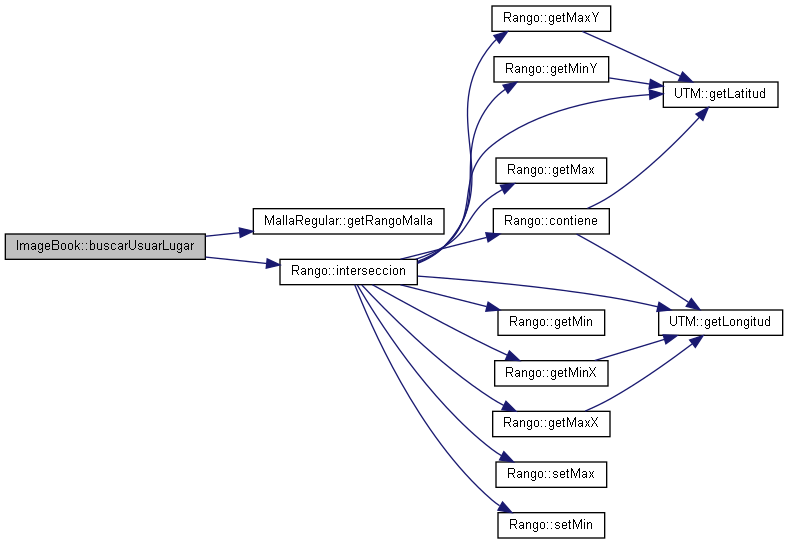 Rango::getMaxY
Rango::getMinY
UTM::getLatitud
Rango::getMax
MallaRegular::getRangoMalla
Rango::contiene
ImageBook::buscarUsuarLugar
Rango::interseccion
Rango::getMin
UTM::getLongitud
Rango::getMinX
Rango::getMaxX
Rango::setMax
Rango::setMin